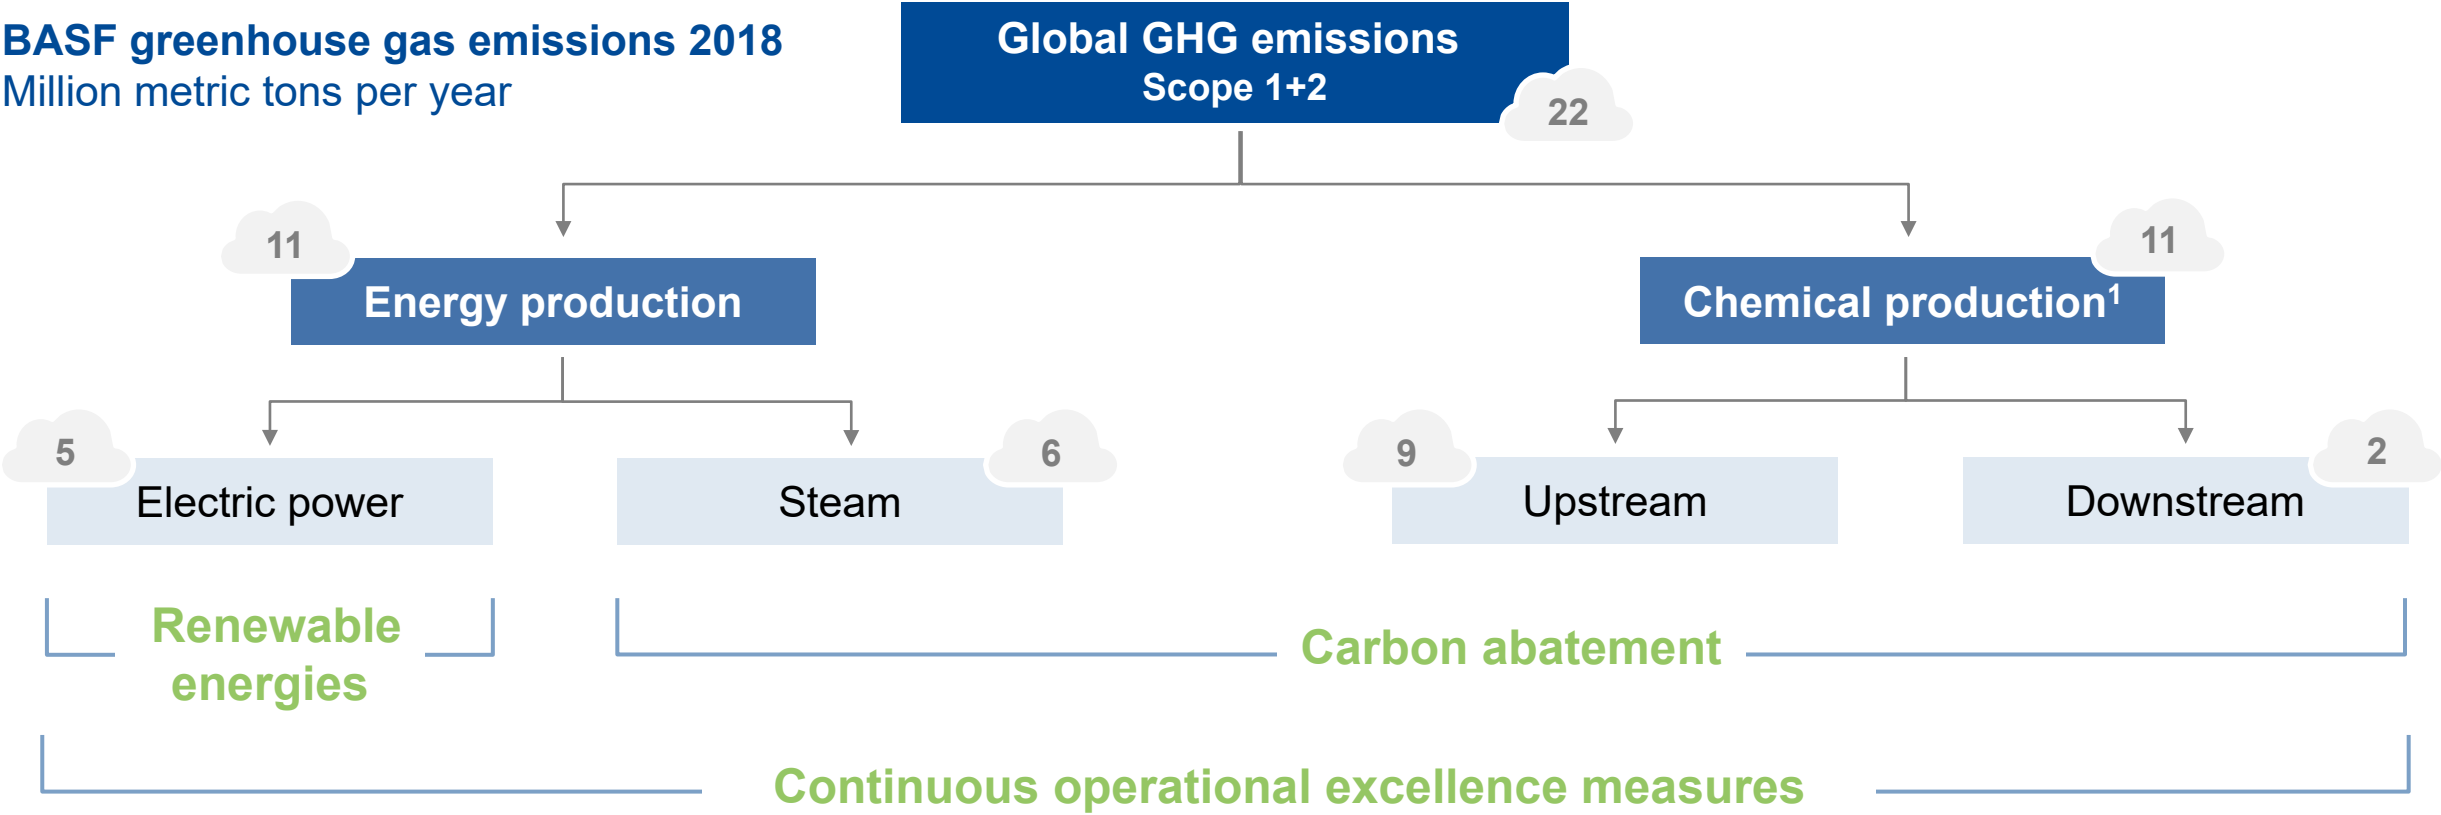 BASF greenhouse gas emissions 2018
Million metric tons per year
Global GHG emissions
Scope 1+2
22
11
Energy production
11
Chemical production¹
5
Electric power
6
Steam
9
Upstream
2
Downstream
Renewable
energies
Carbon abatement
Continuous operational excellence measures